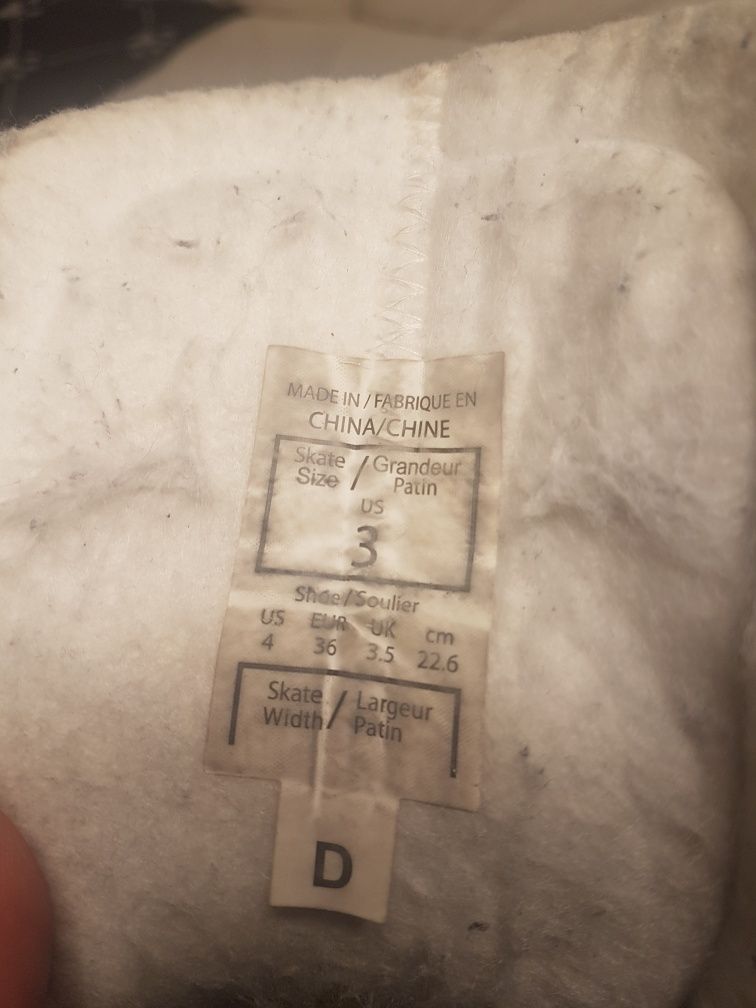 MADE IN / FABRIQUE EN
CHINA/CHINE
Skate / Grandeur
Size Patin
US
3
Shoe/Soulier
US EUR UK cm
4 36 3.5 22.6
Skate / Largeur
Width Patin
D